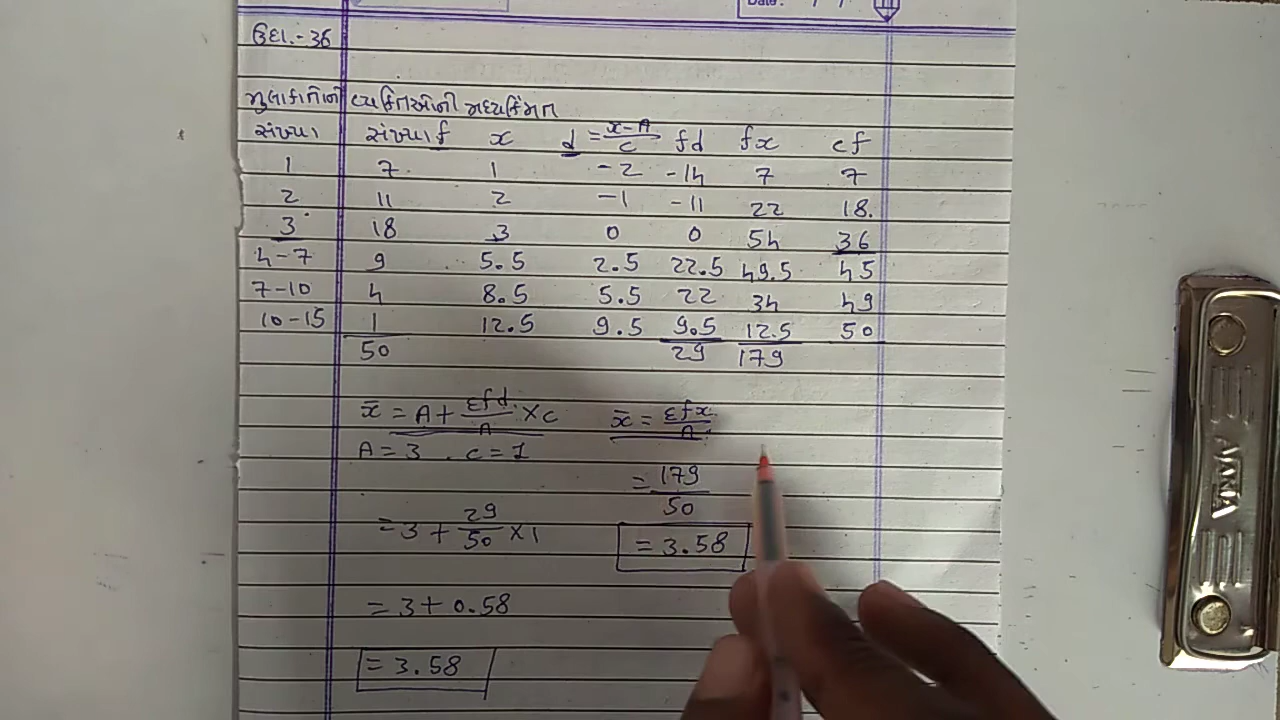 Date : / /
ઉદા.-36
મુલાકાતોની વ્યક્તિઓની મધ્યકિંમત
સંખ્યા સંખ્યા f x d = x-A/c fd fx cf
1 7 1 -2 -14 7 7
2 11 2 -1 -11 22 18
3 18 3 0 0 54 36
4-7 9 5.5 2.5 22.5 49.5 45
7-10 4 8.5 5.5 22 34 49
10-15 1 12.5 9.5 9.5 12.5 50
50 29 179
x̄ = A + Σfd/n × c x̄ = Σfx/n
A = 3 . c = 1
= 179/50
= 3 + 29/50 × 1
= 3.58
= 3 + 0.58
= 3.58
AJANTA